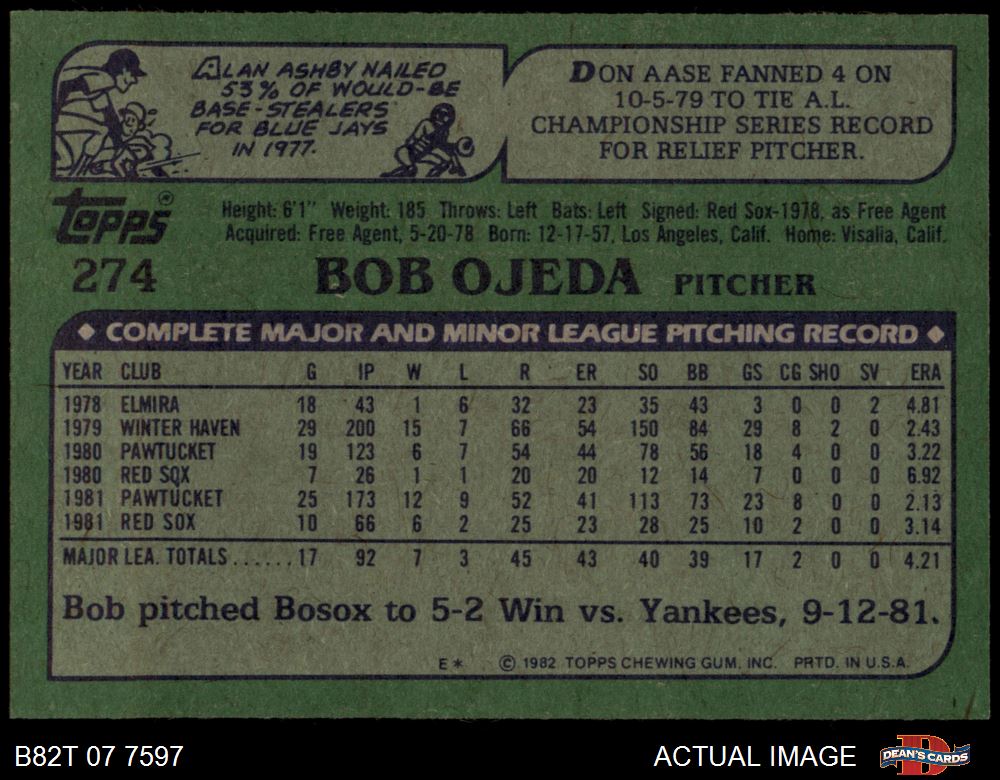 ALAN ASHBY NAILED
53% OF WOULD-BE
BASE-STEALERS
FOR BLUE JAYS
IN 1977.
DON AASE FANNED 4 ON
10-5-79 TO TIE A.L.
CHAMPIONSHIP SERIES RECORD
FOR RELIEF PITCHER.
Topps®
Height: 6'1" Weight: 185 Throws: Left Bats: Left Signed: Red Sox-1978, as Free Agent
Acquired: Free Agent, 5-20-78 Born: 12-17-57, Los Angeles, Calif. Home: Visalia, Calif.
274 BOB OJEDA PITCHER
◆ COMPLETE MAJOR AND MINOR LEAGUE PITCHING RECORD ◆
YEAR CLUB G IP W L R ER SO BB GS CG SHO SV ERA
1978 ELMIRA 18 43 1 6 32 23 35 43 3 0 0 2 4.81
1979 WINTER HAVEN 29 200 15 7 66 54 150 84 29 8 2 0 2.43
1980 PAWTUCKET 19 123 6 7 54 44 78 56 18 4 0 0 3.22
1980 RED SOX 7 26 1 1 20 20 12 14 7 0 0 0 6.92
1981 PAWTUCKET 25 173 12 9 52 41 113 73 23 8 0 0 2.13
1981 RED SOX 10 66 6 2 25 23 28 25 10 2 0 0 3.14
MAJOR LEA. TOTALS......17 92 7 3 45 43 40 39 17 2 0 0 4.21
Bob pitched Bosox to 5-2 Win vs. Yankees, 9-12-81.
E* © 1982 TOPPS CHEWING GUM. INC. PRTD. IN U.S.A.
B82T 07 7597 ACTUAL IMAGE DEAN'S CARDS